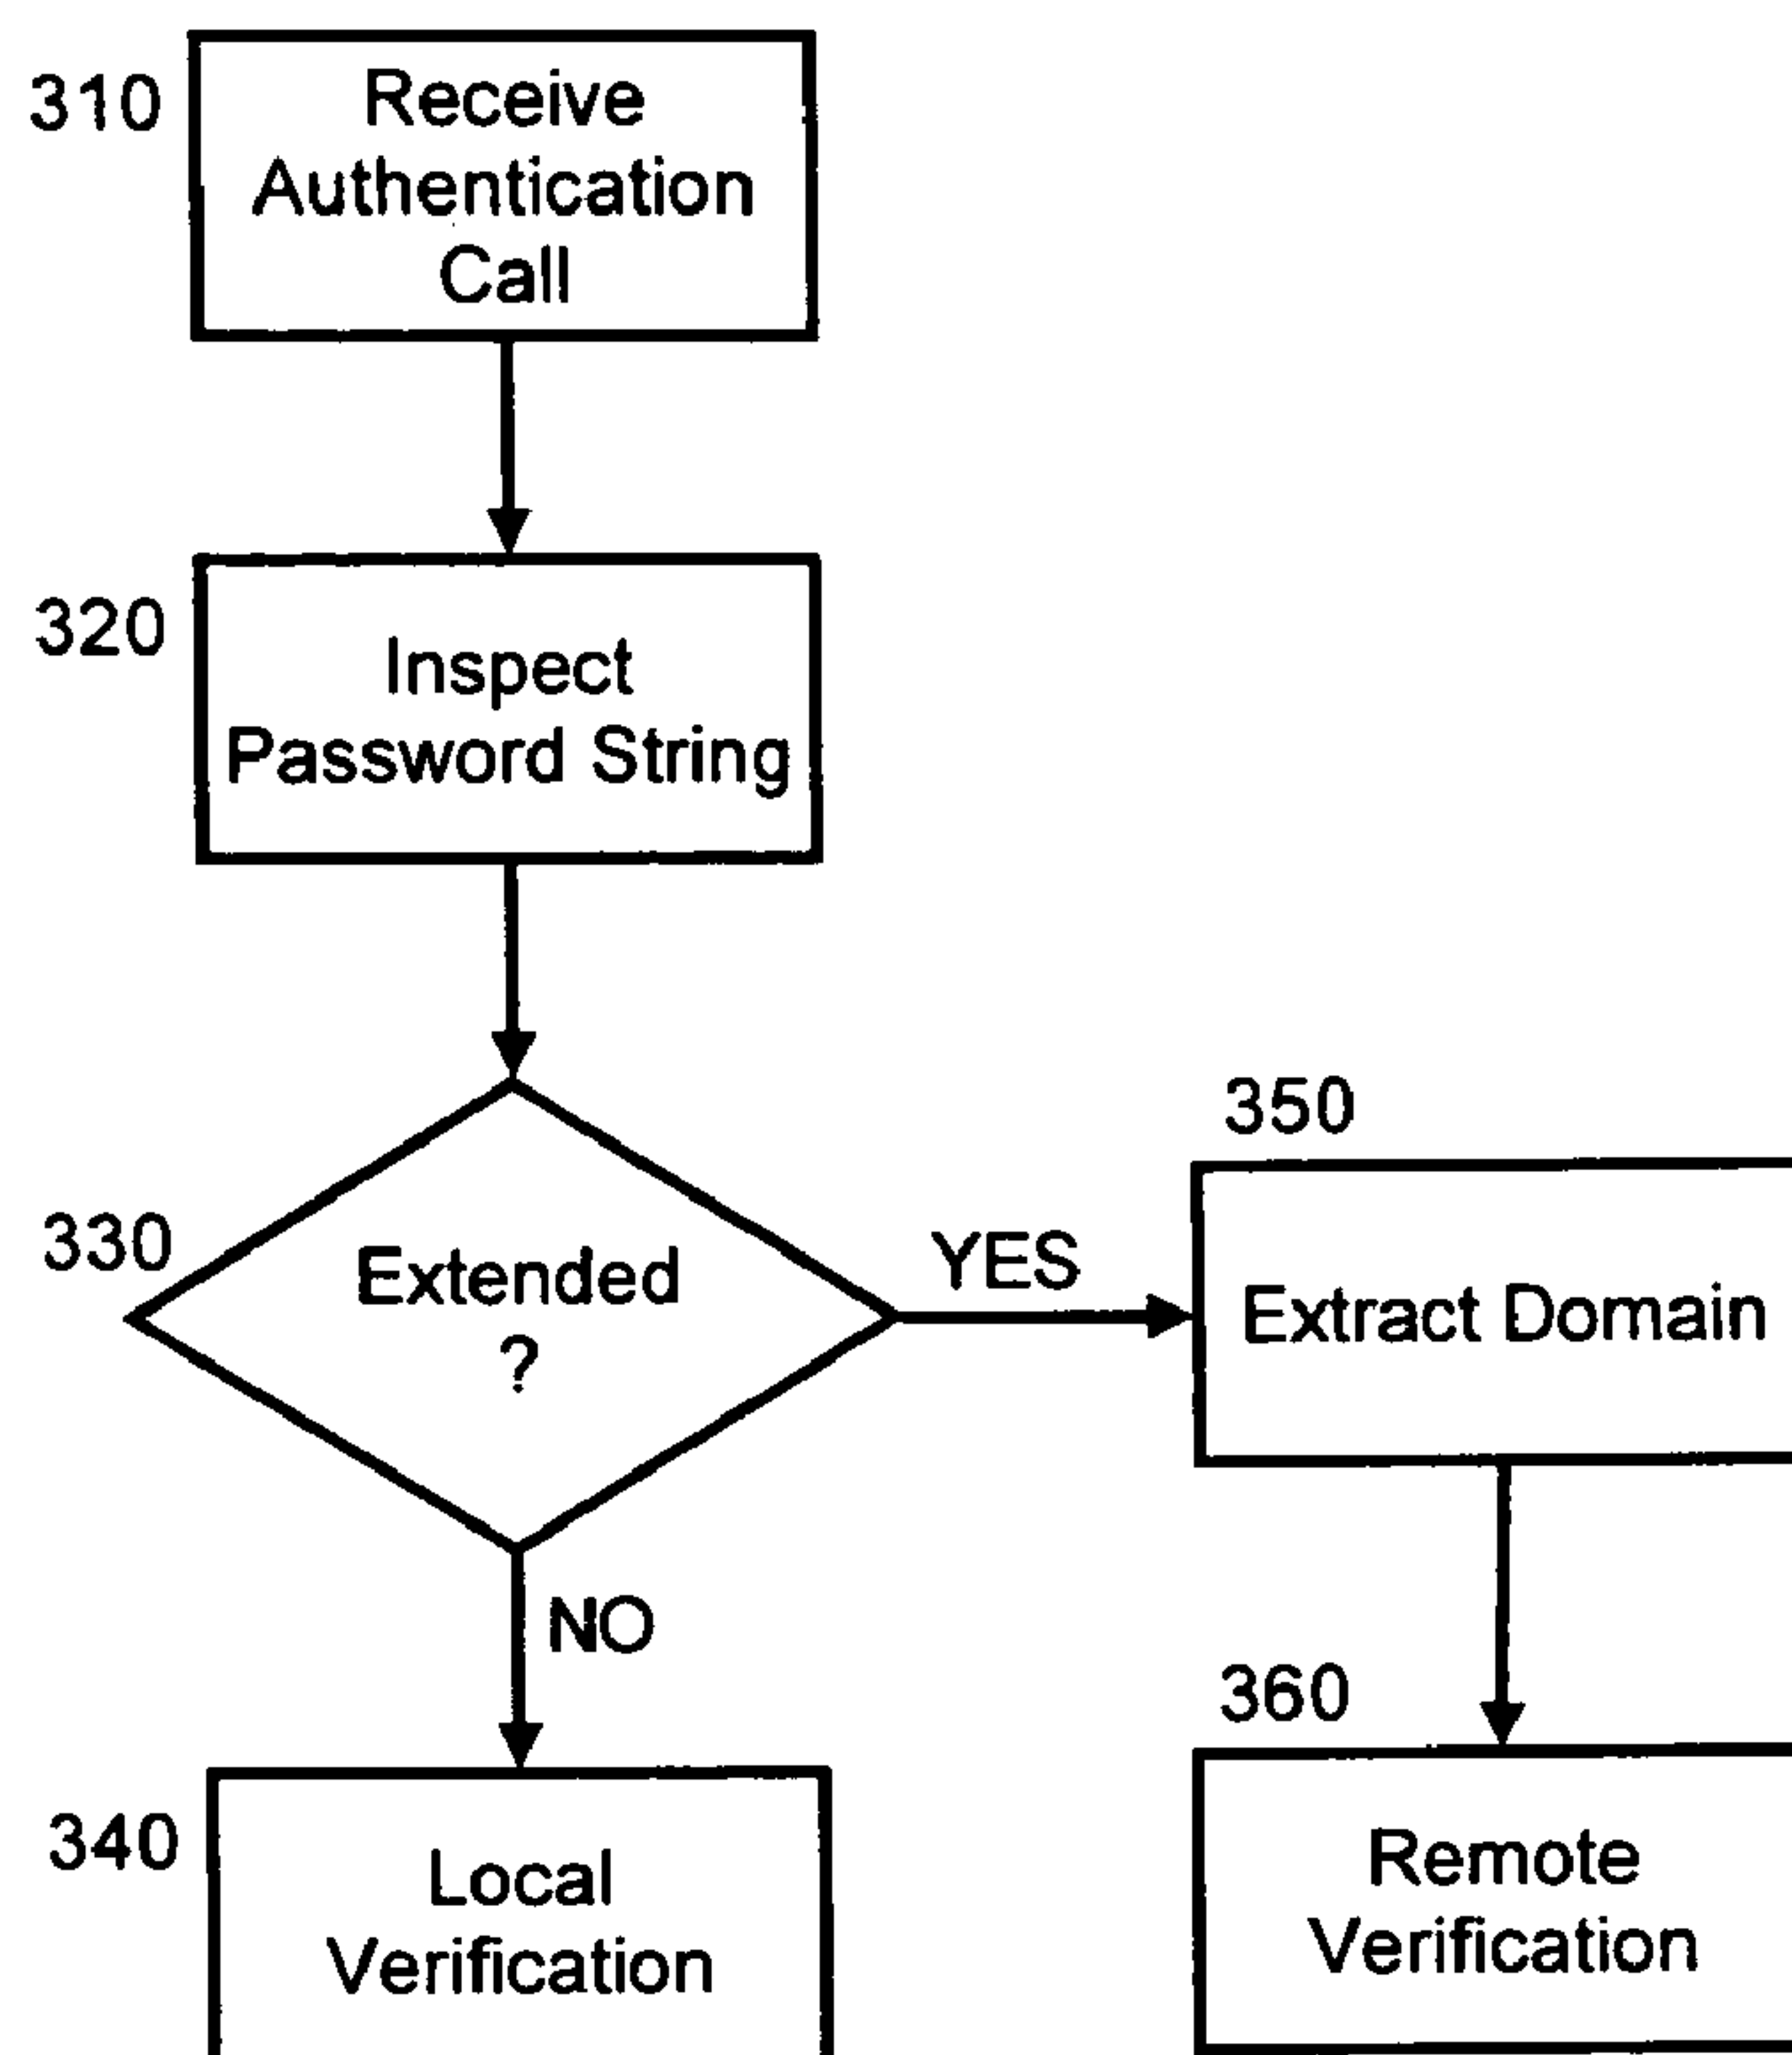 310
Receive
Authentication
Call
320
Inspect
Password String
330
Extended
?
YES
350
Extract Domain
NO
360
Remote
Verification
340
Local
Verification